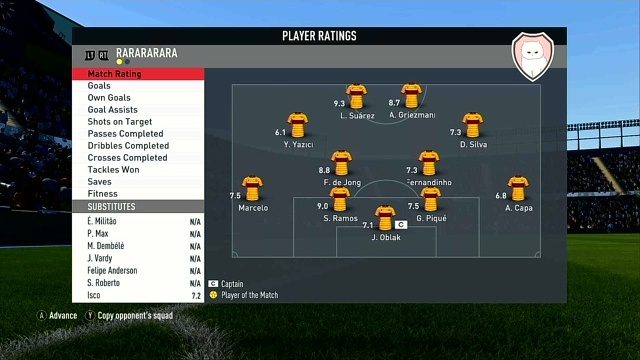 PLAYER RATINGS
LT RT RARARARARA
Match Rating
Goals
Own Goals
Goal Assists
Shots on Target
Passes Completed
Dribbles Completed
Crosses Completed
Tackles Won
Saves
Fitness
SUBSTITUTES
É. Militão N/A
P. Max N/A
M. Dembélé N/A
J. Vardy N/A
Felipe Anderson N/A
S. Roberto N/A
Isco 7.2
9.3 8.7
L. Suárez A. Griezmann
6.1 7.3
Y. Yazıcı D. Silva
8.8 7.3
F. de Jong Fernandinho
7.5 9.0 7.5 6.8
Marcelo S. Ramos G. Piqué A. Capa
7.1 C
J. Oblak
C Captain
Player of the Match
A Advance Y Copy opponent's squad